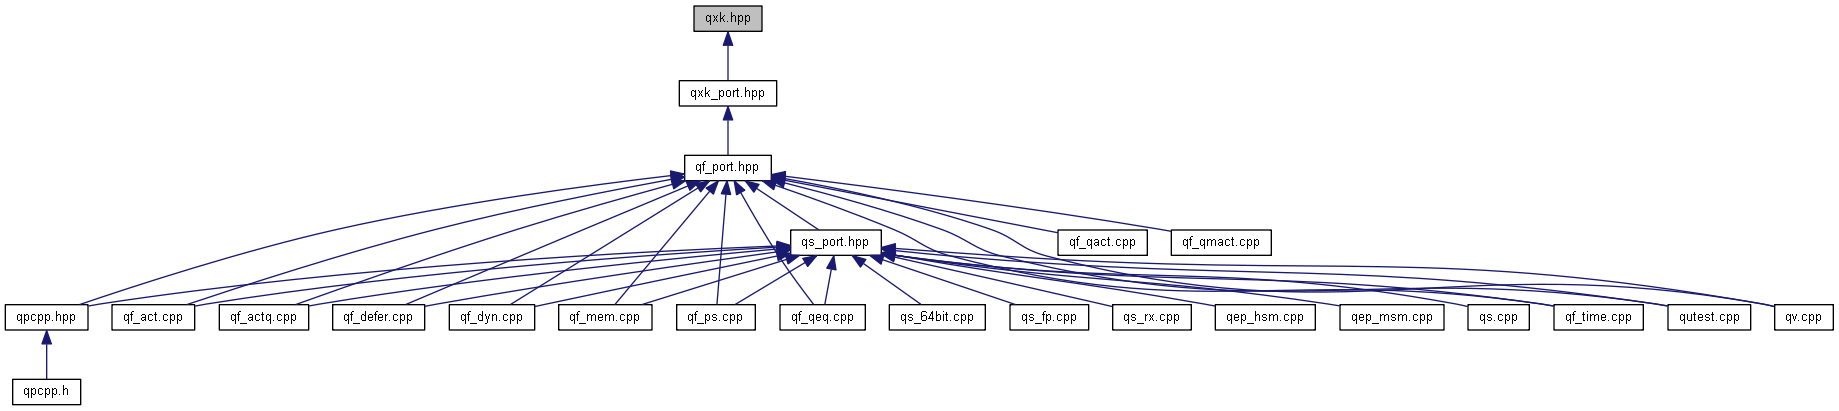 qxk.hpp
qxk_port.hpp
qf_port.hpp
qs_port.hpp
qf_qact.cpp
qf_qmact.cpp
qpcpp.hpp
qf_act.cpp
qf_actq.cpp
qf_defer.cpp
qf_dyn.cpp
qf_mem.cpp
qf_ps.cpp
qf_qeq.cpp
qs_64bit.cpp
qs_fp.cpp
qs_rx.cpp
qep_hsm.cpp
qep_msm.cpp
qs.cpp
qf_time.cpp
qutest.cpp
qv.cpp
qpcpp.h